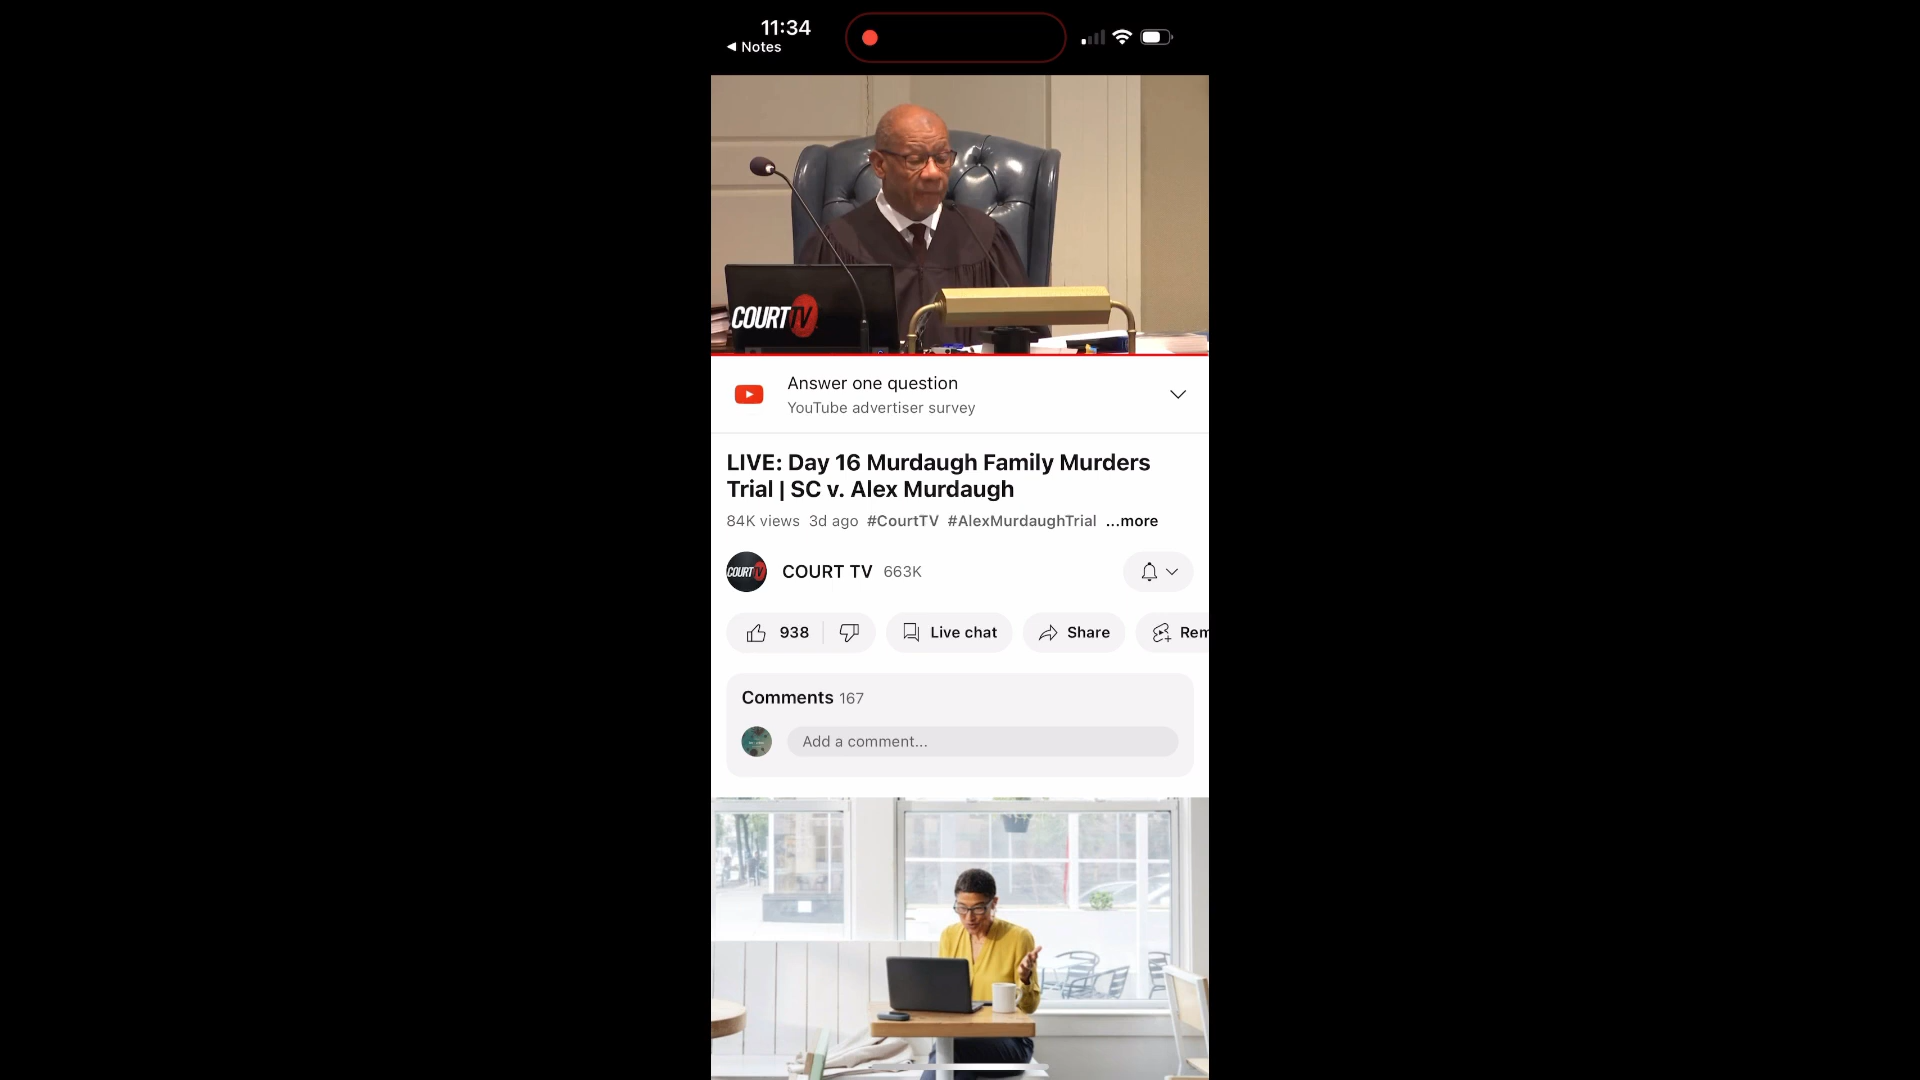 11:34
◀ Notes
COURT TV
Answer one question
YouTube advertiser survey
LIVE: Day 16 Murdaugh Family Murders
Trial | SC v. Alex Murdaugh
84K views 3d ago #CourtTV #AlexMurdaughTrial ...more
COURT TV
COURT TV 663K
938
Live chat
Share
Rem
Comments 167
Add a comment...